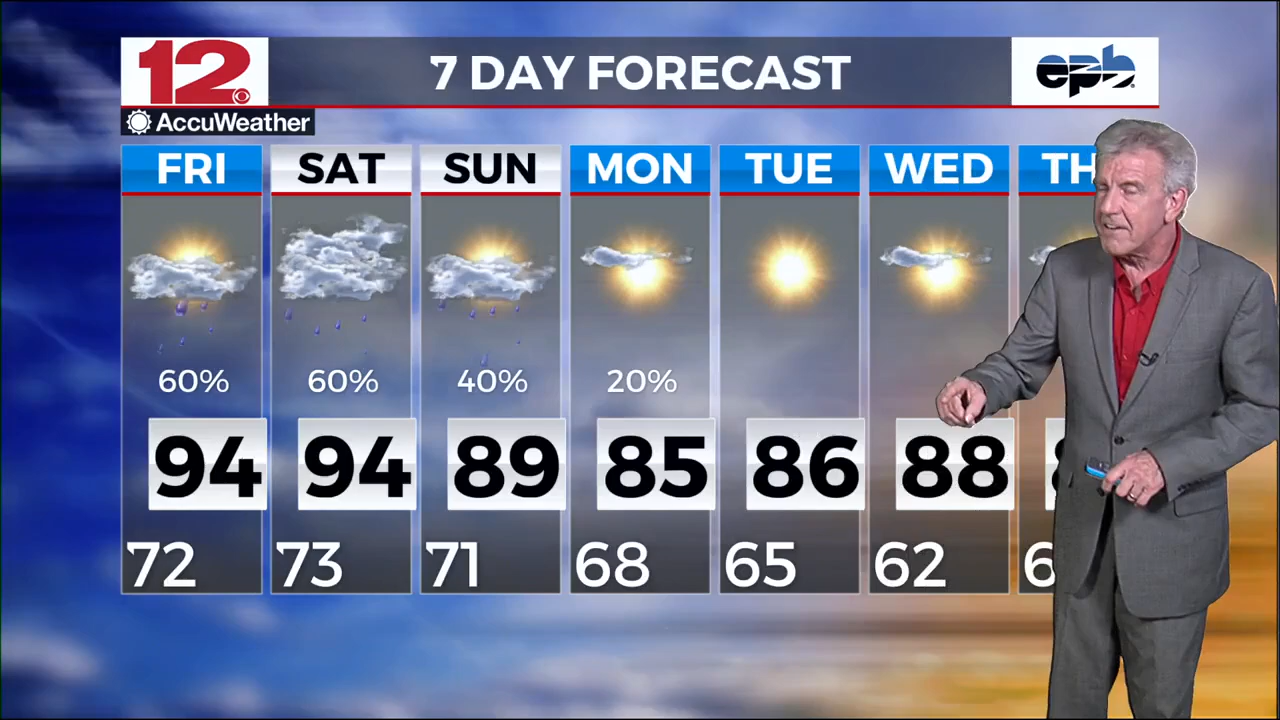 12
7 DAY FORECAST
epb
AccuWeather
FRI SAT SUN MON TUE WED
60% 60% 40% 20%
94 94 89 85 86 88
72 73 71 68 65 62